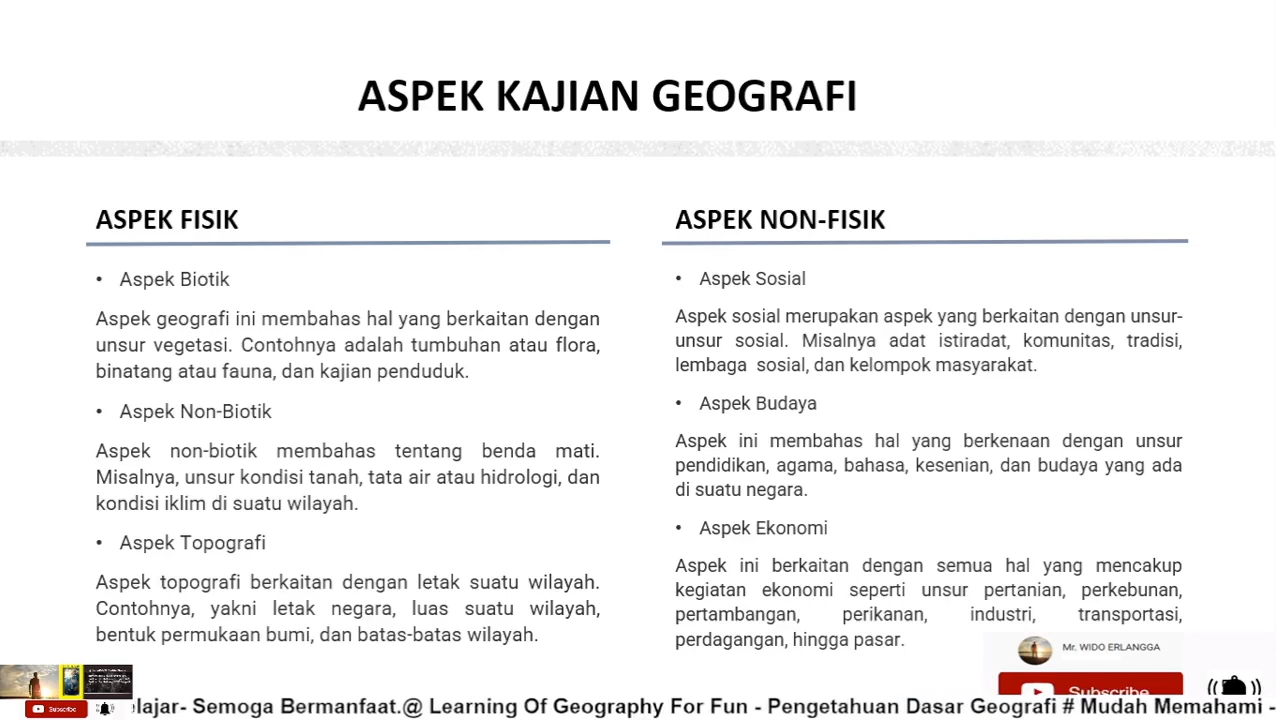 ASPEK KAJIAN GEOGRAFI
ASPEK FISIK
• Aspek Biotik
Aspek geografi ini membahas hal yang berkaitan dengan
unsur vegetasi. Contohnya adalah tumbuhan atau flora,
binatang atau fauna, dan kajian penduduk.
• Aspek Non-Biotik
Aspek non-biotik membahas tentang benda mati.
Misalnya, unsur kondisi tanah, tata air atau hidrologi, dan
kondisi iklim di suatu wilayah.
• Aspek Topografi
Aspek topografi berkaitan dengan letak suatu wilayah.
Contohnya, yakni letak negara, luas suatu wilayah,
bentuk permukaan bumi, dan batas-batas wilayah.
ASPEK NON-FISIK
• Aspek Sosial
Aspek sosial merupakan aspek yang berkaitan dengan unsur-
unsur sosial. Misalnya adat istiradat, komunitas, tradisi,
lembaga sosial, dan kelompok masyarakat.
• Aspek Budaya
Aspek ini membahas hal yang berkenaan dengan unsur
pendidikan, agama, bahasa, kesenian, dan budaya yang ada
di suatu negara.
• Aspek Ekonomi
Aspek ini berkaitan dengan semua hal yang mencakup
kegiatan ekonomi seperti unsur pertanian, perkebunan,
pertambangan, perikanan, industri, transportasi,
perdagangan, hingga pasar.
Mr. WIDO ERLANGGA
Subscribe
Subscribe
elajar- Semoga Bermanfaat.@ Learning Of Geography For Fun - Pengetahuan Dasar Geografi # Mudah Memahami -